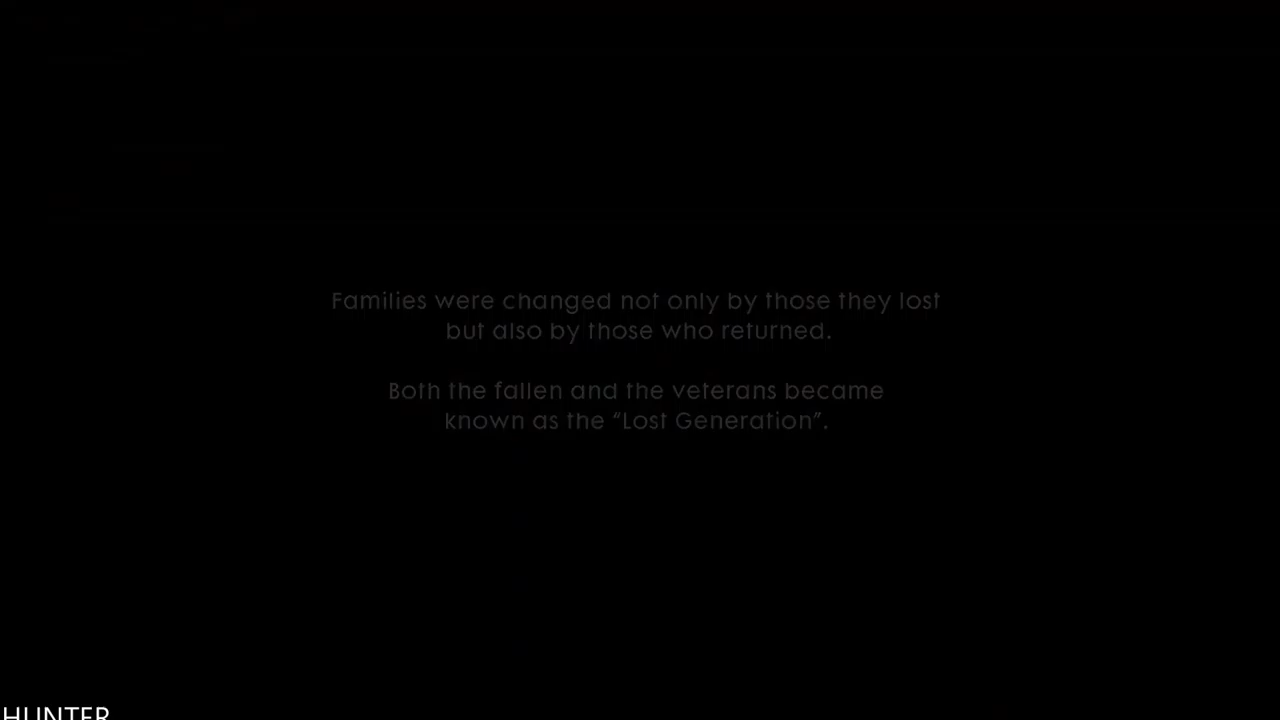 Families were changed not only by those they lost
but also by those who returned.
Both the fallen and the veterans became
known as the “Lost Generation”.
HUNTER